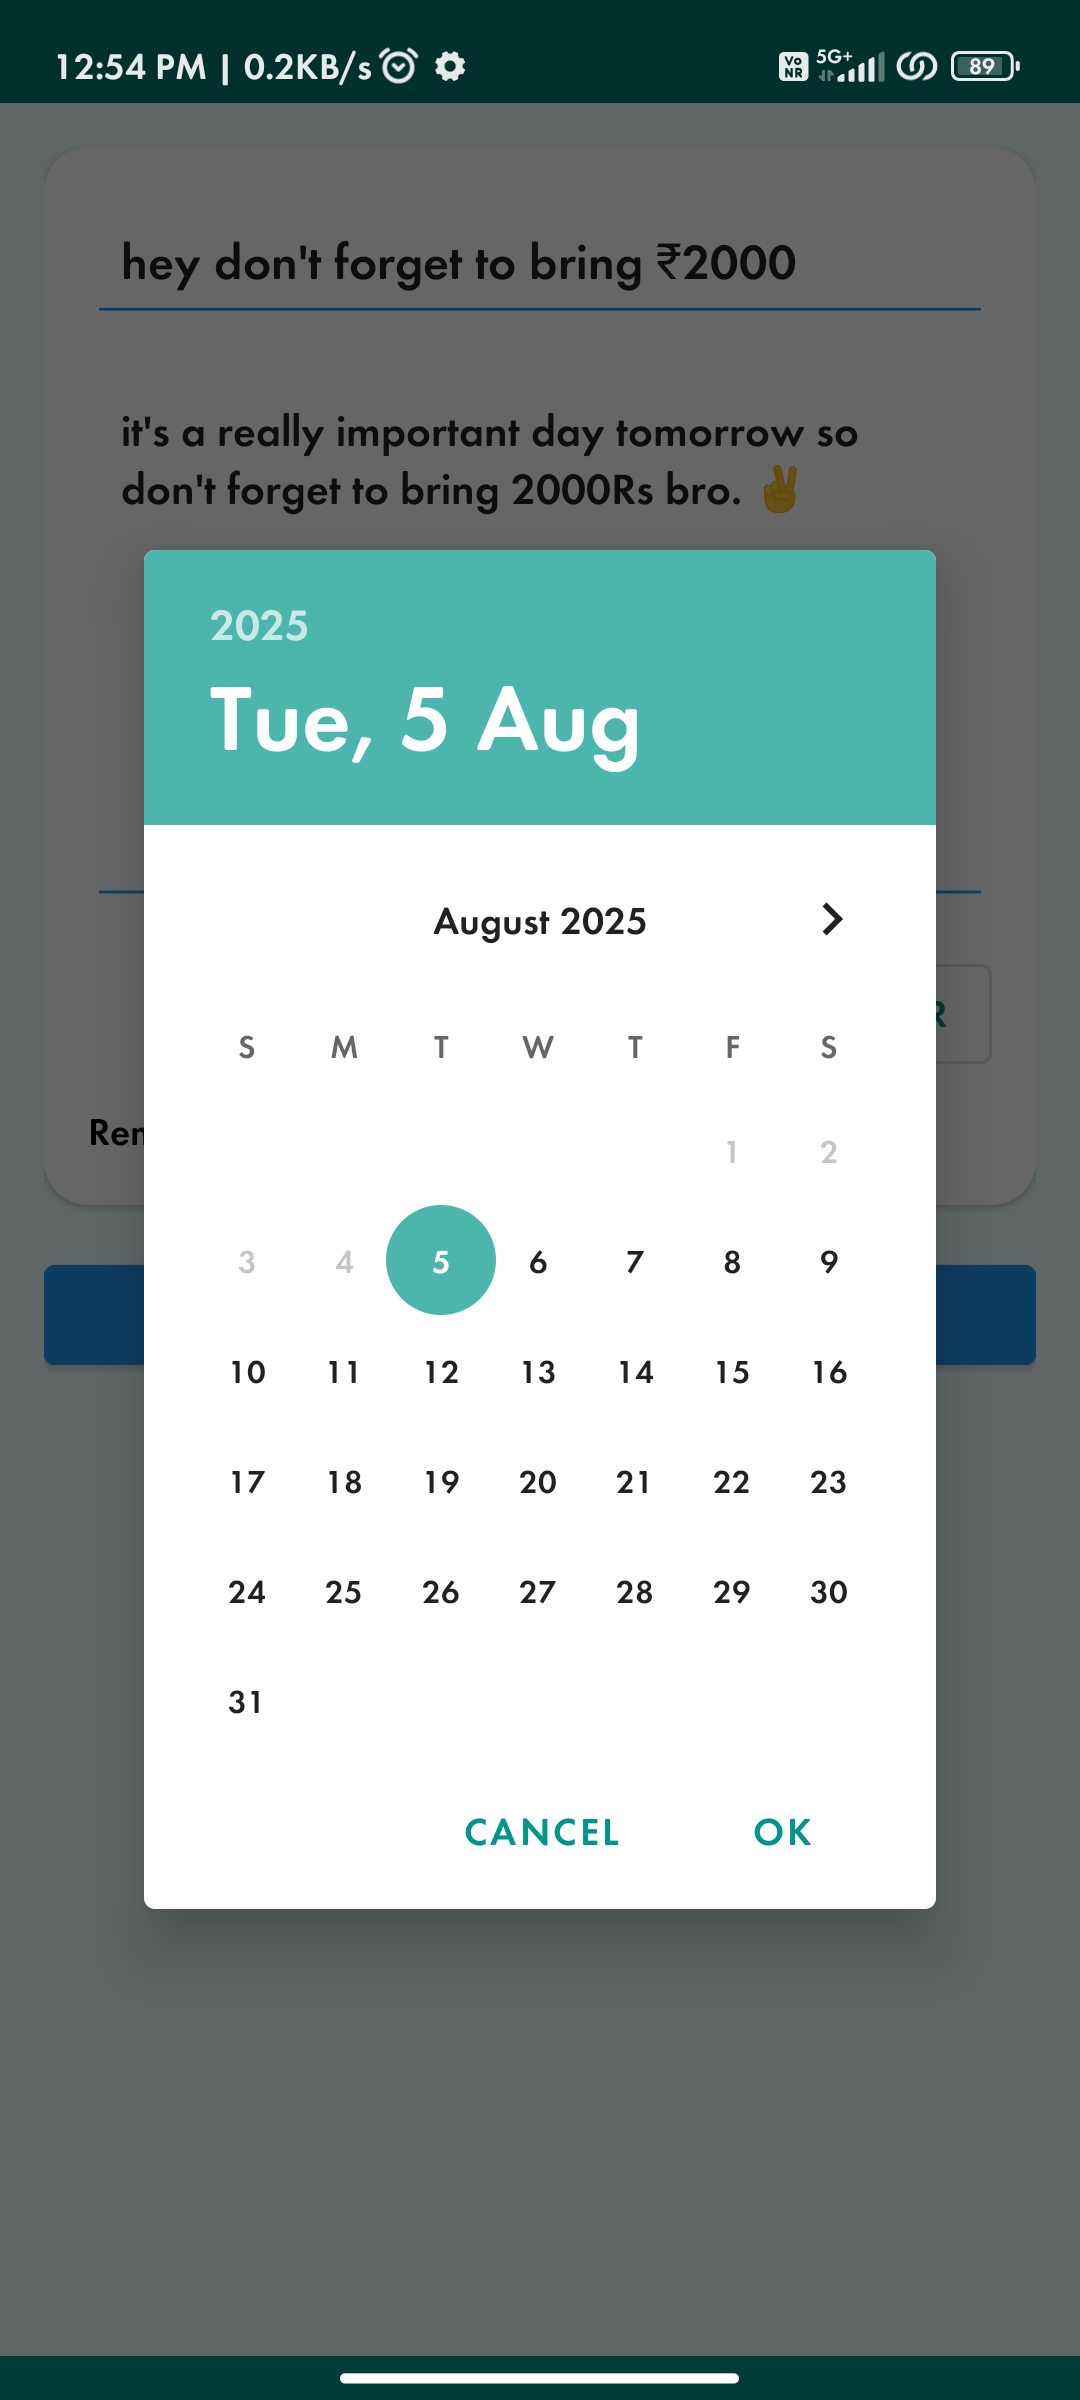 12:54 PM | 0.2KB/s
Vo NR 5G+ 89
hey don't forget to bring ₹2000
it's a really important day tomorrow so
don't forget to bring 2000Rs bro. ✌️
2025
Tue, 5 Aug
August 2025
S M T W T F S
1 2
3 4 5 6 7 8 9
10 11 12 13 14 15 16
17 18 19 20 21 22 23
24 25 26 27 28 29 30
31
CANCEL OK